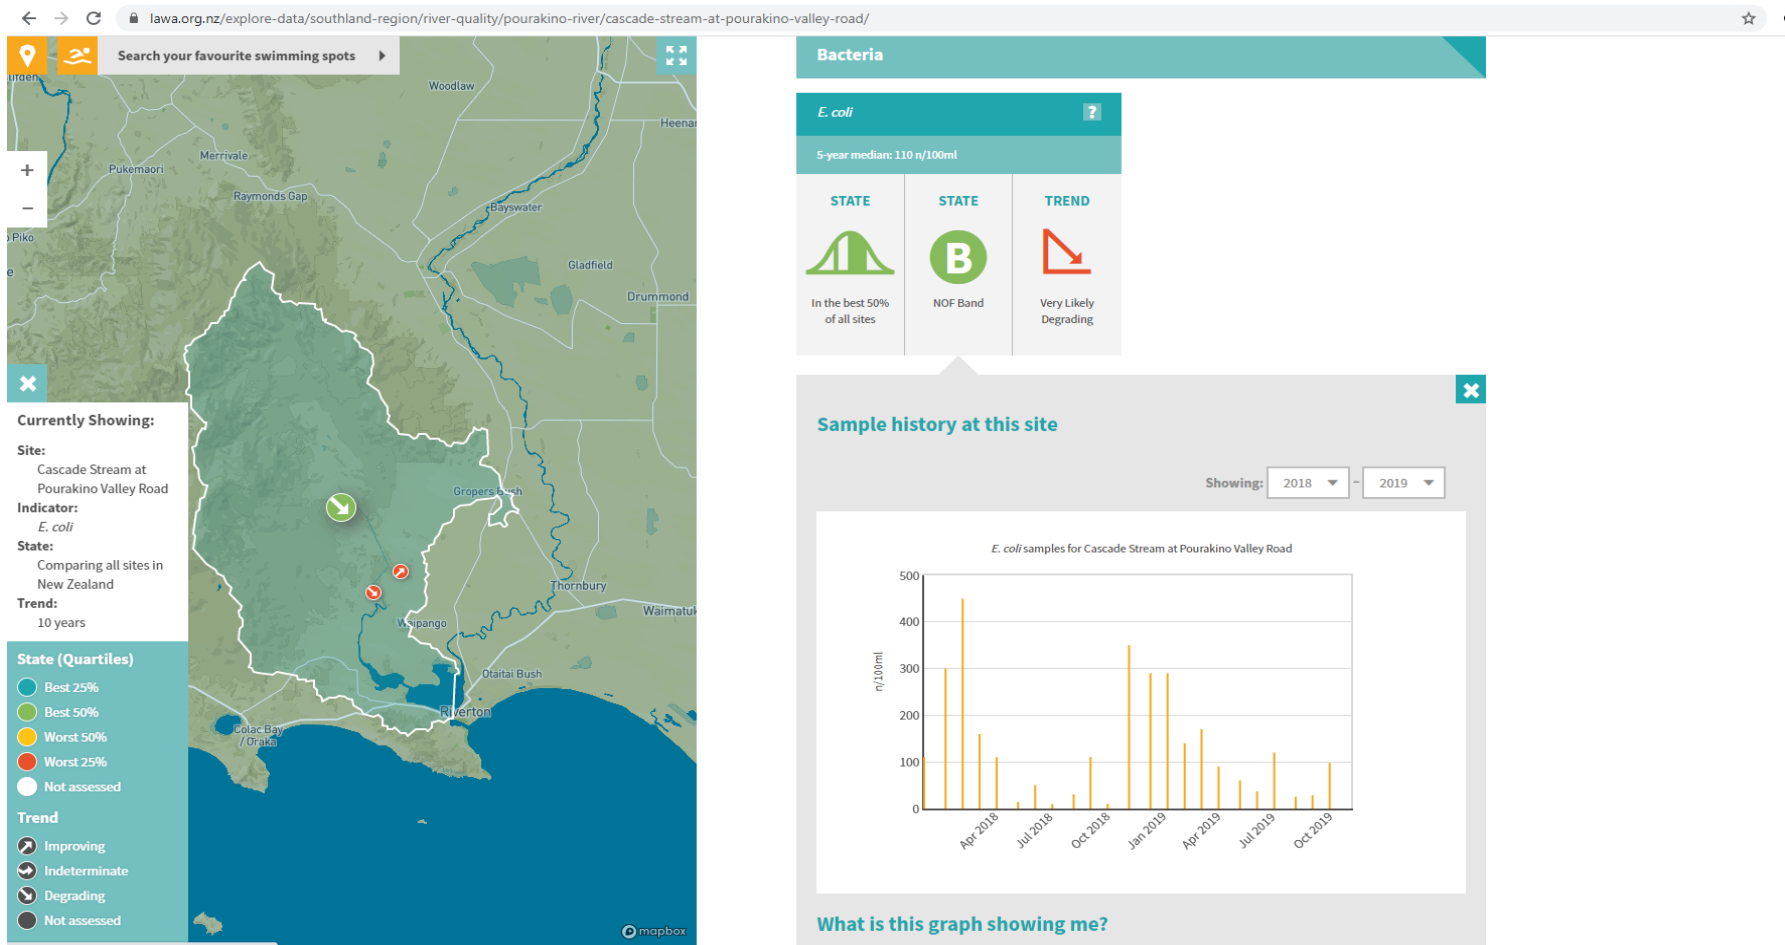 lawa.org.nz/explore-data/southland-region/river-quality/pourakino-river/cascade-stream-at-pourakino-valley-road/
Search your favourite swimming spots
Woodlaw
Merrivale
Pukemaori
Raymonds Gap
Bayswater
Piko
Gladfield
Drummond
Gropers Bush
Thornbury
Waipango
Otaitai Bush
Riverton
Colac Bay
/ Ōraka
mapbox
+
−
Currently Showing:
Site:
Cascade Stream at
Pourakino Valley Road
Indicator:
E. coli
State:
Comparing all sites in
New Zealand
Trend:
10 years
State (Quartiles)
Best 25%
Best 50%
Worst 50%
Worst 25%
Not assessed
Trend
Improving
Indeterminate
Degrading
Not assessed
Bacteria
E. coli
?
5-year median: 110 n/100ml
STATE
In the best 50%
of all sites
STATE
B
NOF Band
TREND
Very Likely
Degrading
Sample history at this site
Showing: 2018 – 2019
E. coli samples for Cascade Stream at Pourakino Valley Road
n/100ml
500
400
300
200
100
0
Apr 2018
Jul 2018
Oct 2018
Jan 2019
Apr 2019
Jul 2019
Oct 2019
What is this graph showing me?